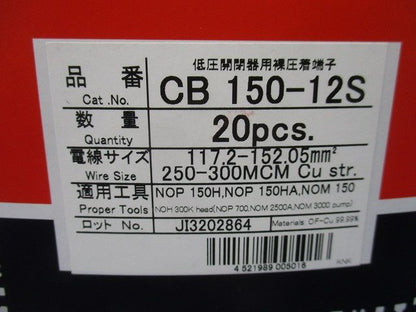 低圧開閉器用裸圧着端子
品番 CB 150-12S
Cat .No.
数量 20pcs.
Quantity
電線サイズ 117.2-152.05mm²
Wire Size 250-300MCM Cu str.
適用工具 NOP 150H,NOP 150HA,NOM 150
Proper Tools NOH 300K head(NOP 700,NOM 2500A,NOM 3000 pump)
ロット No. JI3202864 Materials: OF-Cu 99.99%
4 521989 005016 KNK